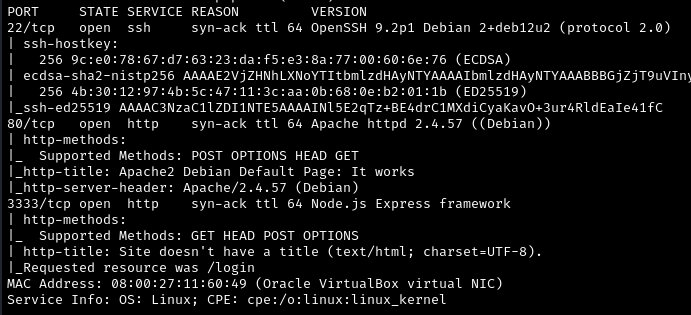 PORT     STATE SERVICE REASON         VERSION
22/tcp   open  ssh     syn-ack ttl 64 OpenSSH 9.2p1 Debian 2+deb12u2 (protocol 2.0)
| ssh-hostkey:
|   256 9c:e0:78:67:d7:63:23:da:f5:e3:8a:77:00:60:6e:76 (ECDSA)
| ecdsa-sha2-nistp256 AAAAE2VjZHNhLXNoYTItbmlzdHAyNTYAAAAIbmlzdHAyNTYAAABBBGjZjT9uVIny
|   256 4b:30:12:97:4b:5c:47:11:3c:aa:0b:68:0e:b2:01:1b (ED25519)
|_ssh-ed25519 AAAAC3NzaC1lZDI1NTE5AAAAINl5E2qTz+BE4drC1MXdiCyaKavO+3ur4RldEaIe41fC
80/tcp   open  http    syn-ack ttl 64 Apache httpd 2.4.57 ((Debian))
| http-methods:
|_  Supported Methods: POST OPTIONS HEAD GET
|_http-title: Apache2 Debian Default Page: It works
|_http-server-header: Apache/2.4.57 (Debian)
3333/tcp open  http    syn-ack ttl 64 Node.js Express framework
| http-methods:
|_  Supported Methods: GET HEAD POST OPTIONS
| http-title: Site doesn't have a title (text/html; charset=UTF-8).
|_Requested resource was /login
MAC Address: 08:00:27:11:60:49 (Oracle VirtualBox virtual NIC)
Service Info: OS: Linux; CPE: cpe:/o:linux:linux_kernel